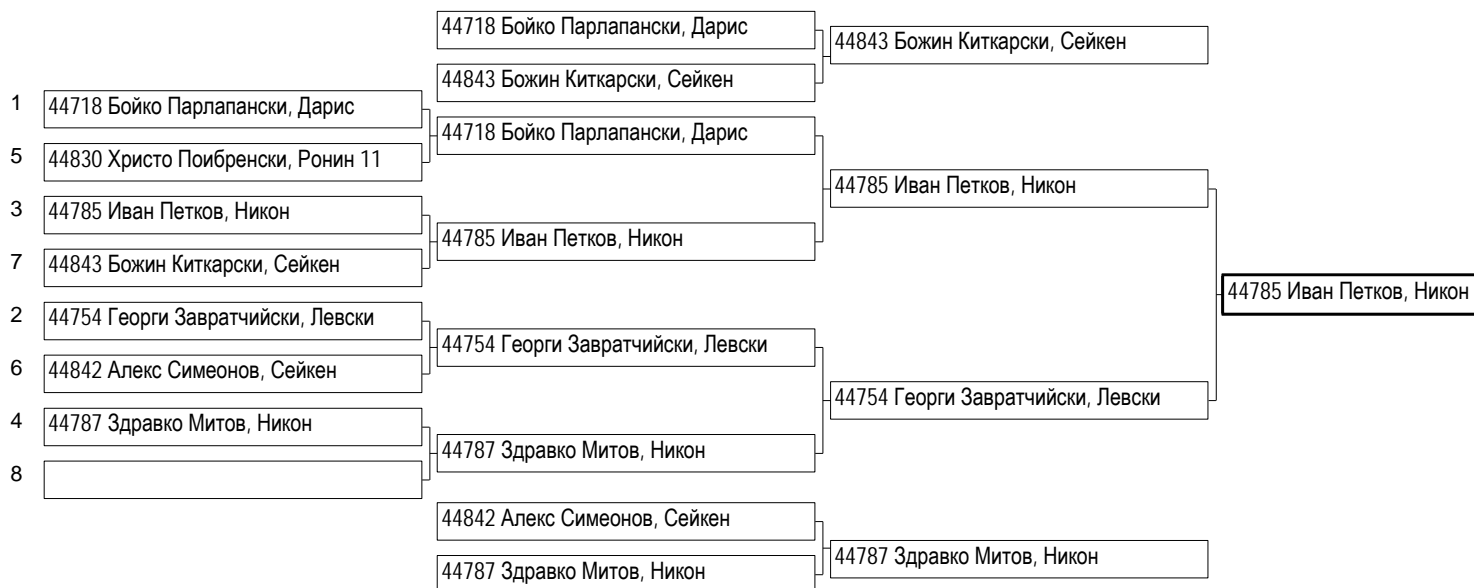 44718 Бойко Парлапански, Дарис
44843 Божин Киткарски, Сейкен
44843 Божин Киткарски, Сейкен
1 44718 Бойко Парлапански, Дарис
44718 Бойко Парлапански, Дарис
5 44830 Христо Поибренски, Ронин 11
44785 Иван Петков, Никон
3 44785 Иван Петков, Никон
44785 Иван Петков, Никон
7 44843 Божин Киткарски, Сейкен
44785 Иван Петков, Никон
2 44754 Георги Завратчийски, Левски
44754 Георги Завратчийски, Левски
6 44842 Алекс Симеонов, Сейкен
44754 Георги Завратчийски, Левски
4 44787 Здравко Митов, Никон
44787 Здравко Митов, Никон
8
44842 Алекс Симеонов, Сейкен
44787 Здравко Митов, Никон
44787 Здравко Митов, Никон